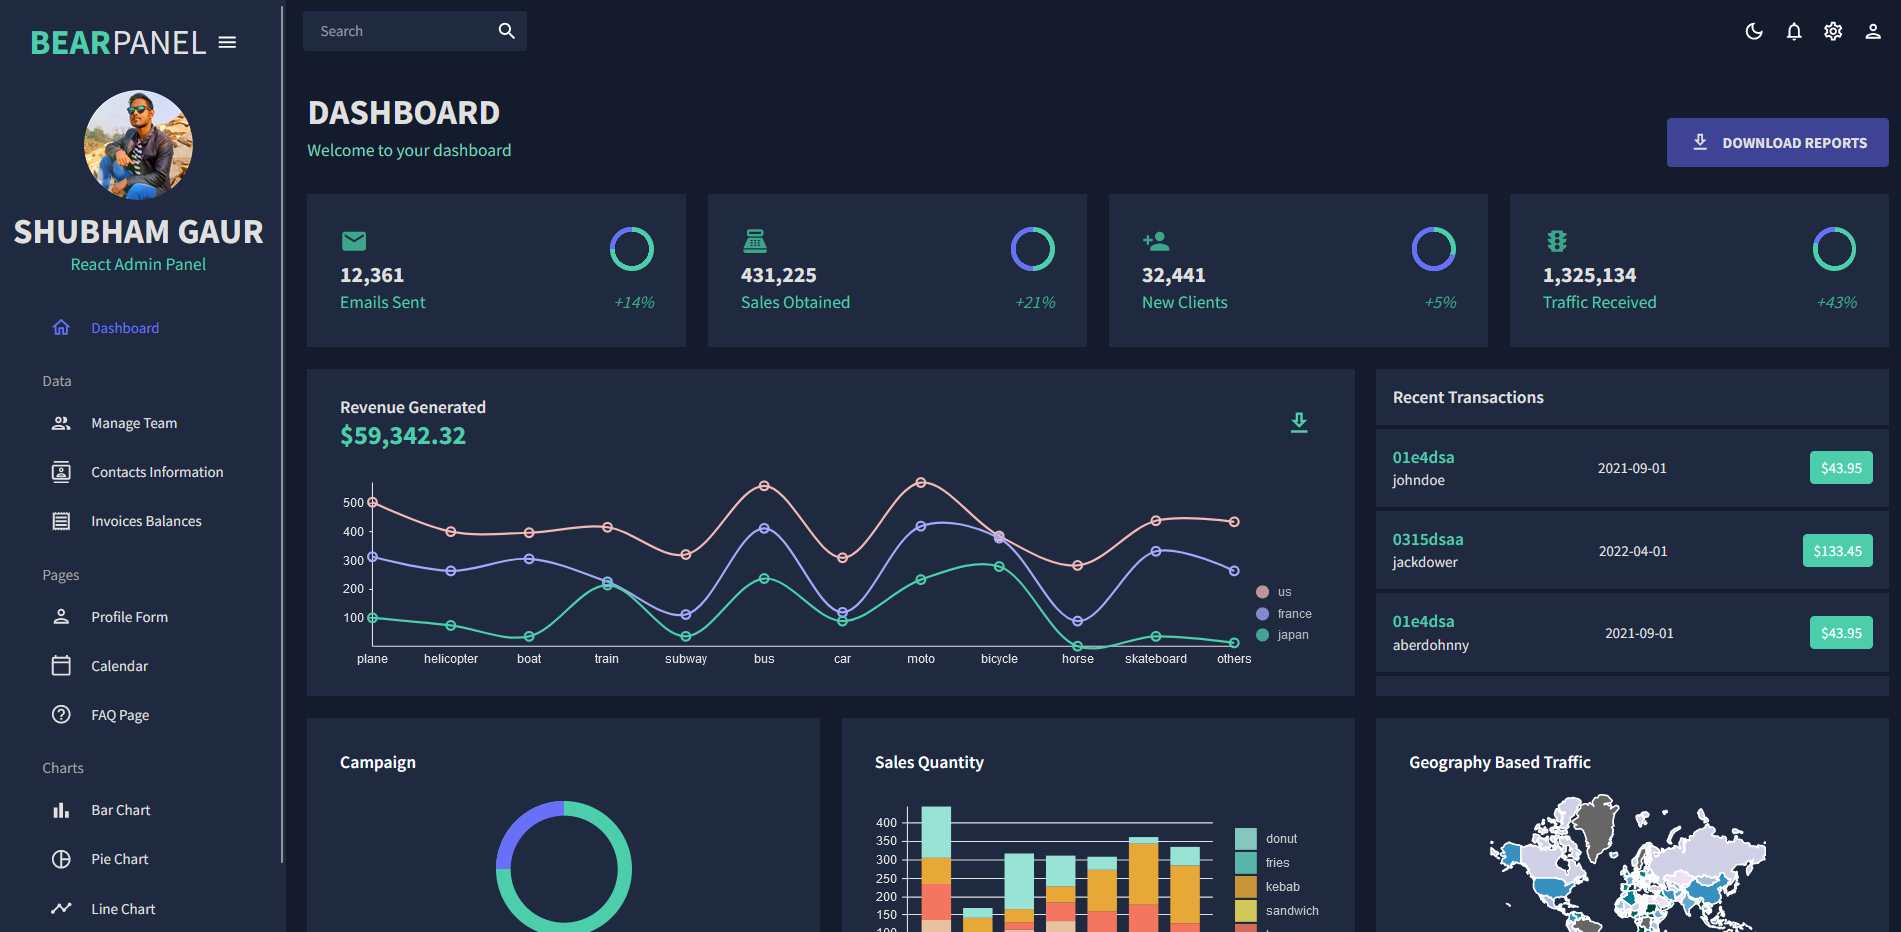 BEARPANEL
SHUBHAM GAUR
React Admin Panel
Dashboard
Data
Manage Team
Contacts Information
Invoices Balances
Pages
Profile Form
Calendar
FAQ Page
Charts
Bar Chart
Pie Chart
Line Chart
Search
DASHBOARD
Welcome to your dashboard
DOWNLOAD REPORTS
12,361
Emails Sent
+14%
431,225
Sales Obtained
+21%
32,441
New Clients
+5%
1,325,134
Traffic Received
+43%
Revenue Generated
$59,342.32
500
400
300
200
100
plane helicopter boat train subway bus car moto bicycle horse skateboard others
us
france
japan
Recent Transactions
01e4dsa
johndoe
2021-09-01
$43.95
0315dsaa
jackdower
2022-04-01
$133.45
01e4dsa
aberdohnny
2021-09-01
$43.95
Campaign
Sales Quantity
400
350
300
250
200
150
100
donut
fries
kebab
sandwich
Geography Based Traffic